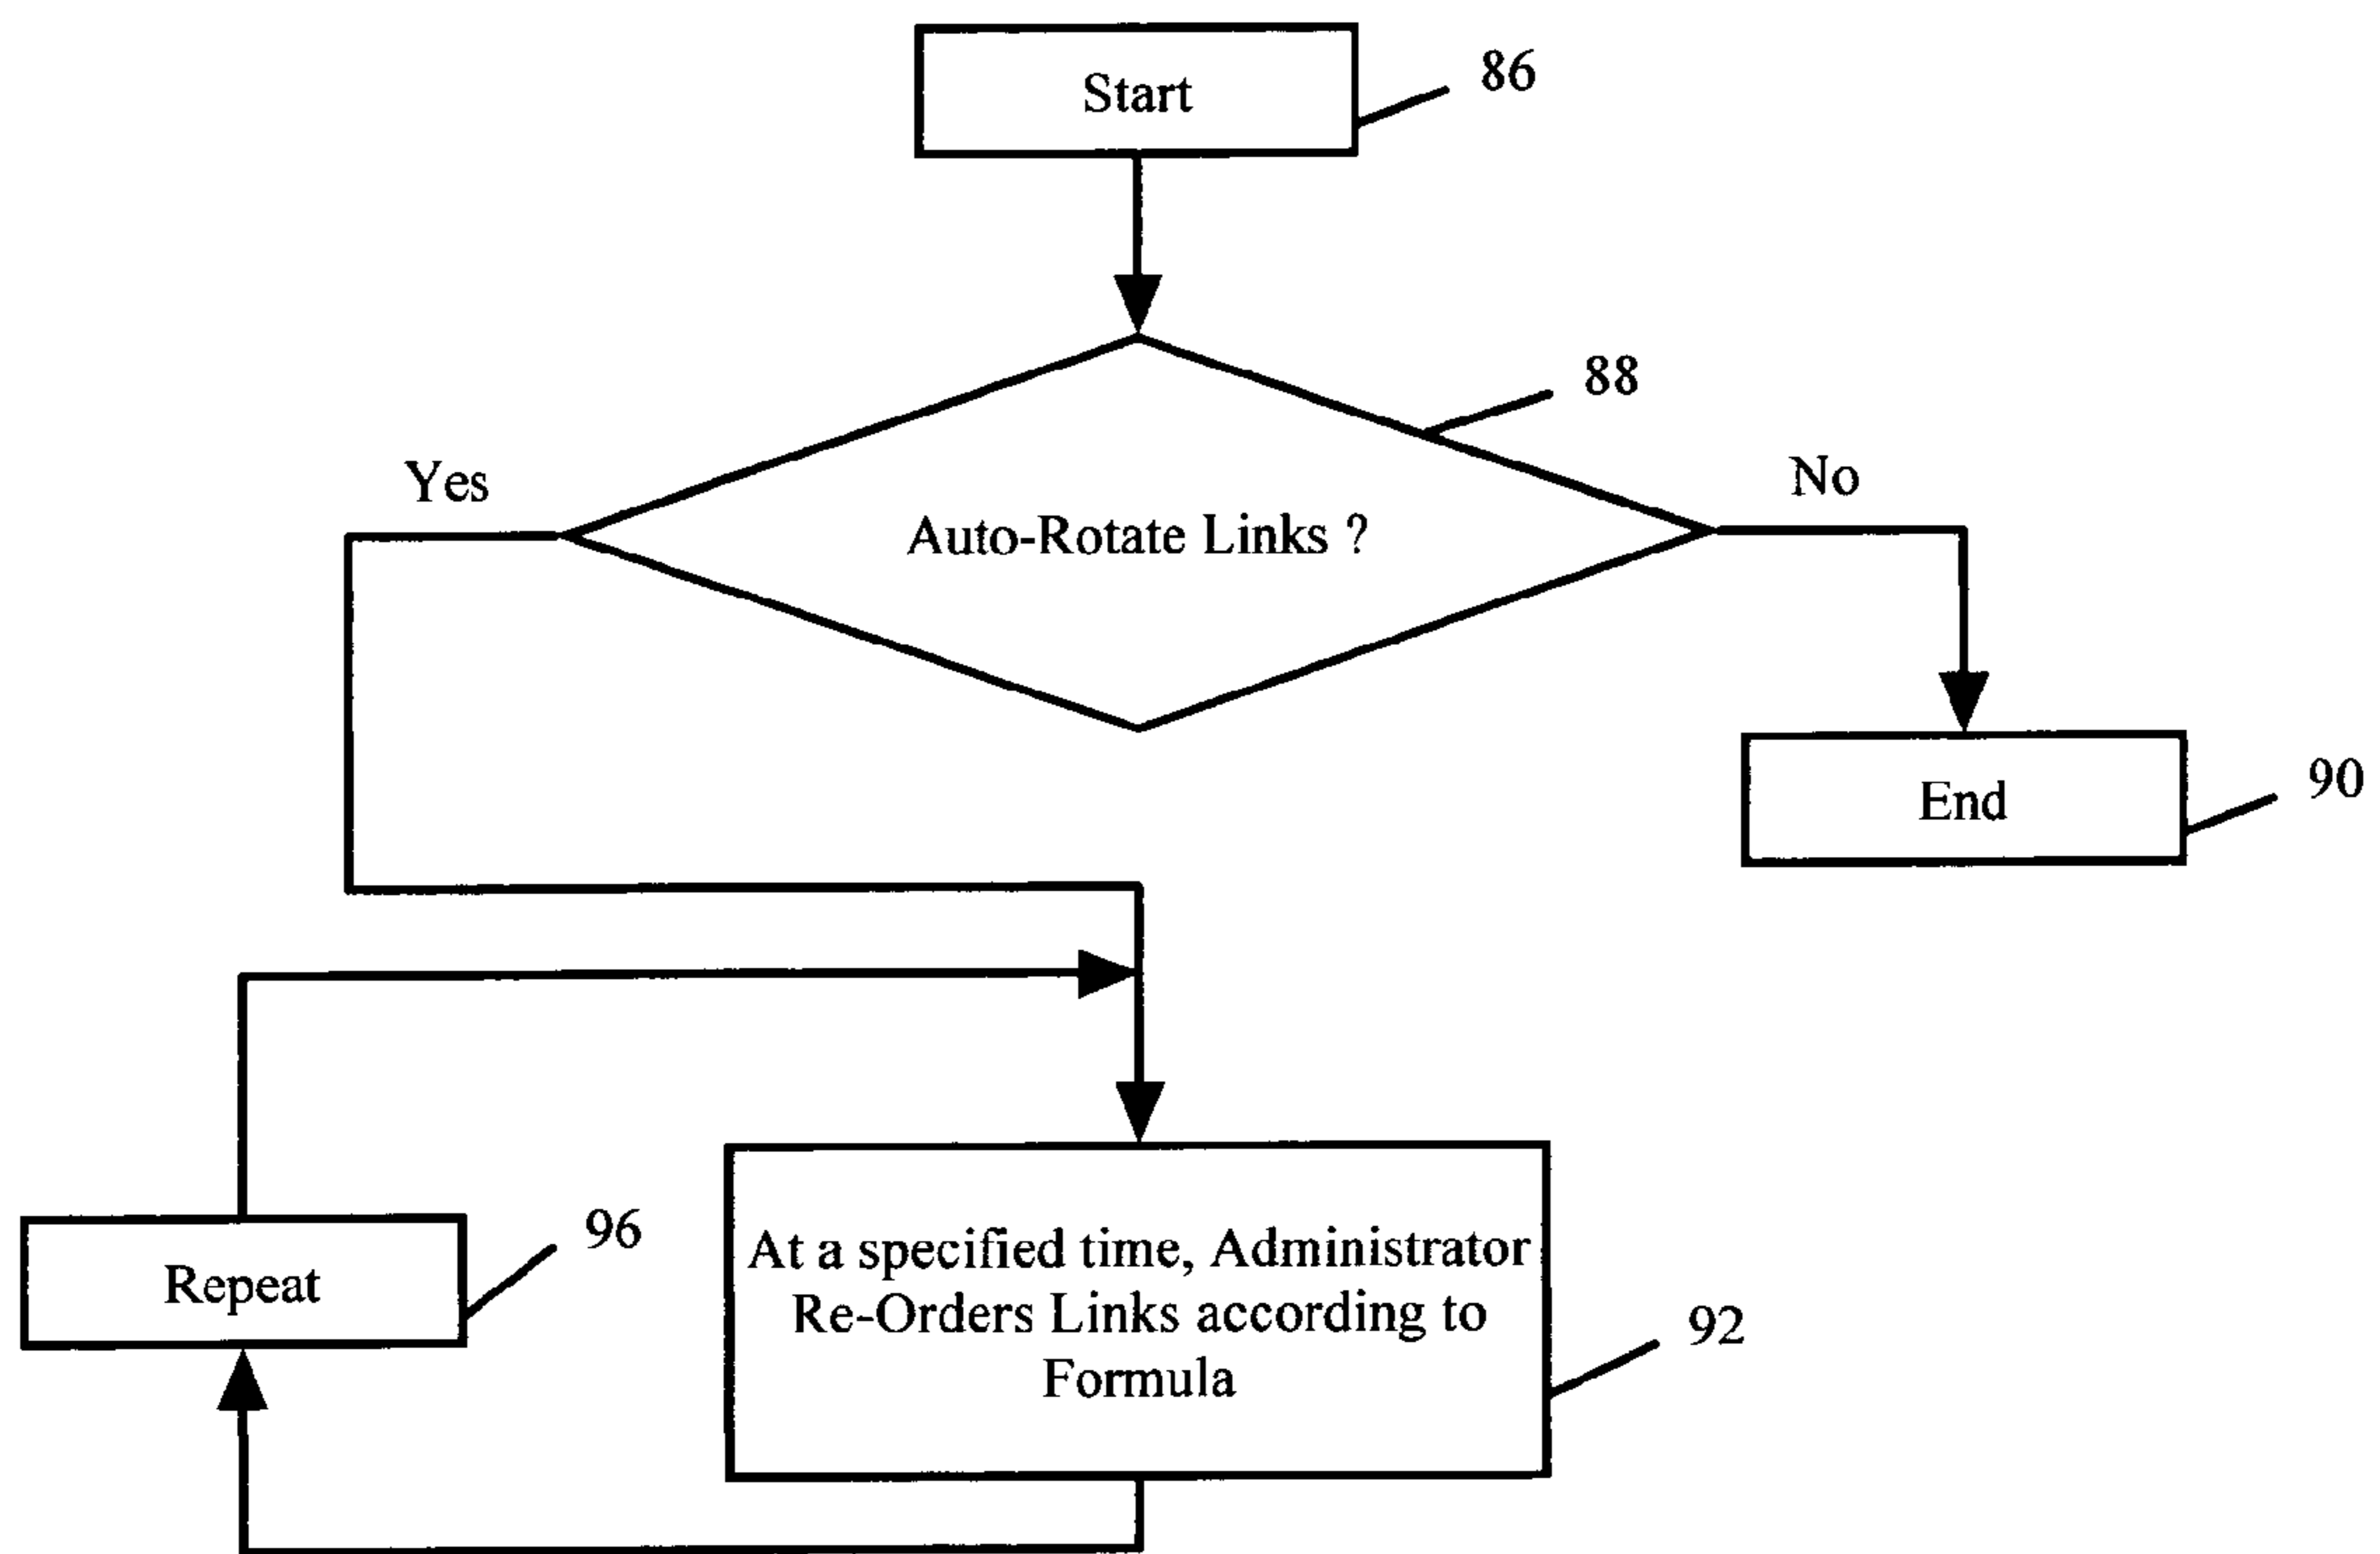 Start
86
88
Yes
No
Auto-Rotate Links ?
End
90
Repeat
96
At a specified time, Administrator
Re-Orders Links according to
Formula
92